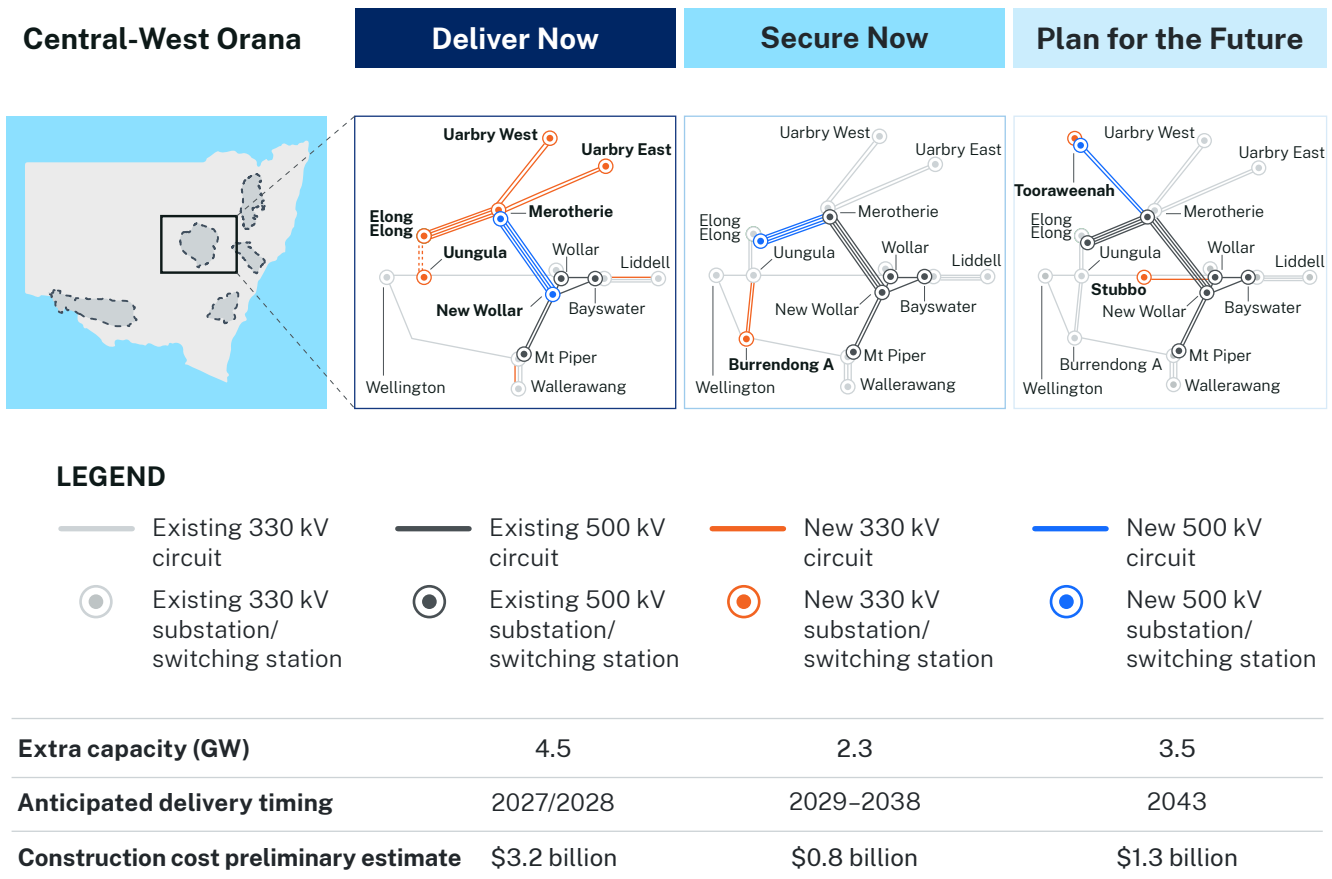 Central-West Orana
Deliver Now
Secure Now
Plan for the Future
Uarbry West
Uarbry East
Elong
Elong
Merotherie
Uungula
Wollar
Liddell
New Wollar
Bayswater
Mt Piper
Wellington
Wallerawang
Uarbry West
Uarbry East
Elong
Elong
Merotherie
Uungula
Wollar
Liddell
New Wollar
Bayswater
Mt Piper
Burrendong A
Wellington
Wallerawang
Uarbry West
Uarbry East
Tooraweenah
Elong
Elong
Merotherie
Uungula
Wollar
Liddell
Stubbo
New Wollar
Bayswater
Mt Piper
Burrendong A
Wellington
Wallerawang
LEGEND
Existing 330 kV
circuit
Existing 500 kV
circuit
New 330 kV
circuit
New 500 kV
circuit
Existing 330 kV
substation/
switching station
Existing 500 kV
substation/
switching station
New 330 kV
substation/
switching station
New 500 kV
substation/
switching station
Extra capacity (GW) 4.5 2.3 3.5
Anticipated delivery timing 2027/2028 2029–2038 2043
Construction cost preliminary estimate $3.2 billion $0.8 billion $1.3 billion